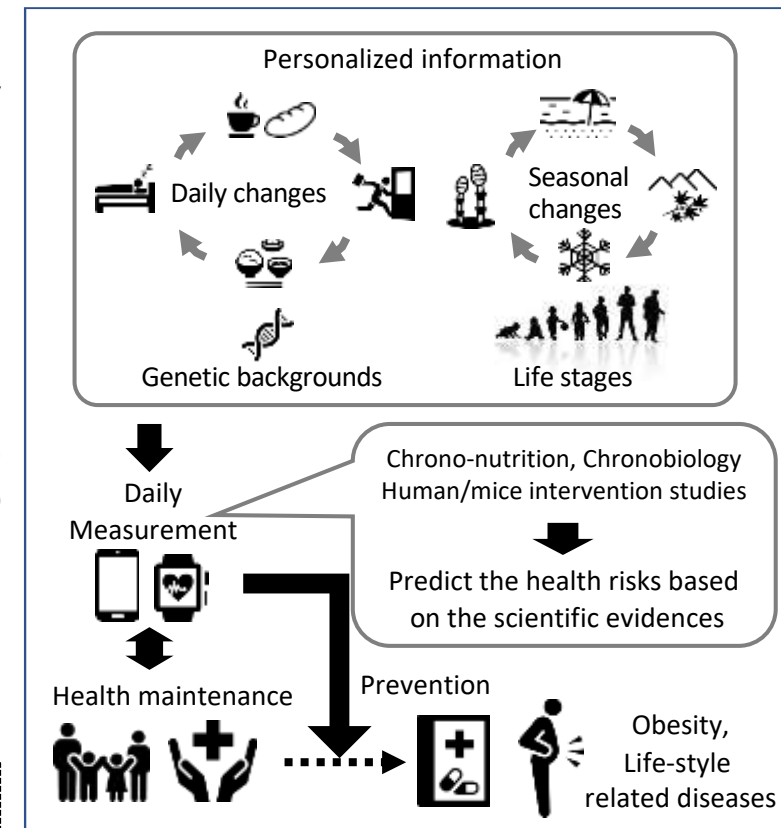 Personalized information
Daily changes
Seasonal
changes
Genetic backgrounds
Life stages
Daily
Measurement
Chrono-nutrition, Chronobiology
Human/mice intervention studies
Predict the health risks based
on the scientific evidences
Health maintenance
Prevention
Obesity,
Life-style
related diseases